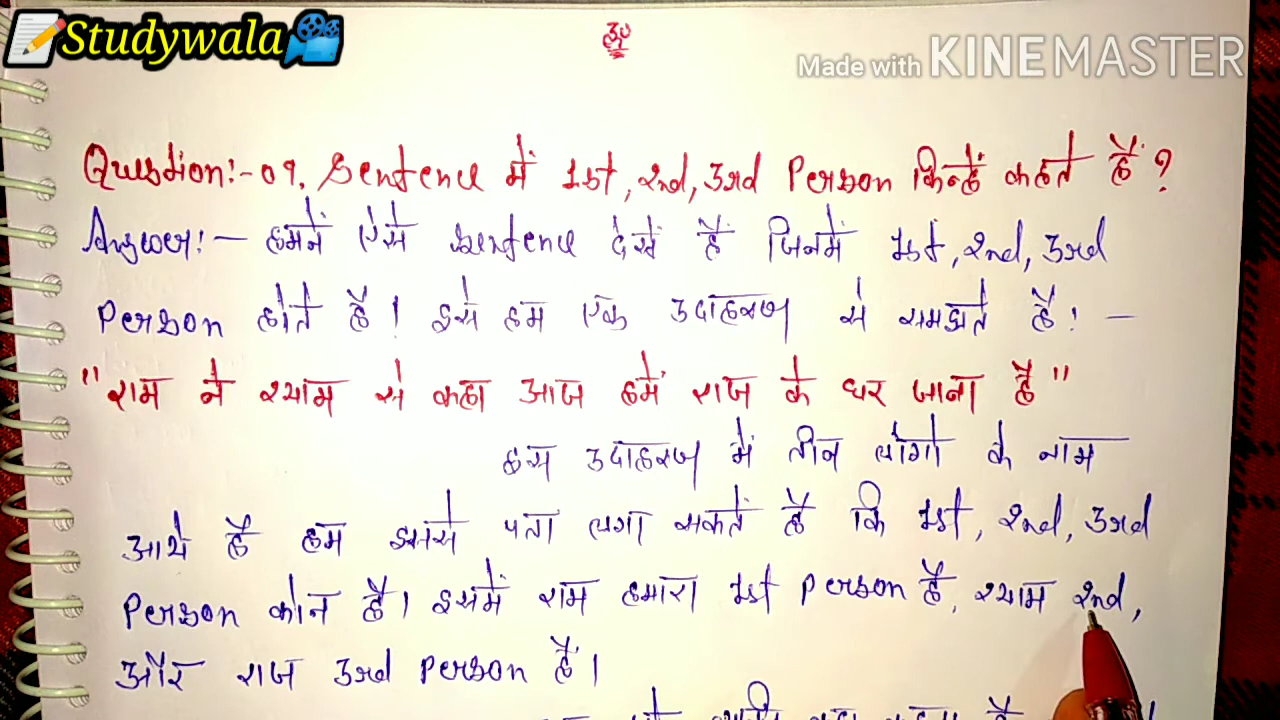 Studywala
ॐ
Made with KINEMASTER
Question:- 09. Sentence में 1st, 2nd, 3rd Person किन्हें कहते हैं ?
Answer:- हमनें ऐसे Sentence देखें हैं जिनमें 1st, 2nd, 3rd
Person होते हैं। इसे हम एक उदाहरण से समझते हैं: -
"राम ने श्याम से कहा आज हमें राज के घर जाना है"
इस उदाहरण में तीन लोगो के नाम
आये हैं हम इससे पता लगा सकते हैं कि 1st, 2nd, 3rd
Person कोन हैं। इसमें राम हमारा 1st Person है, श्याम 2nd,
और राज 3rd Person हैं।